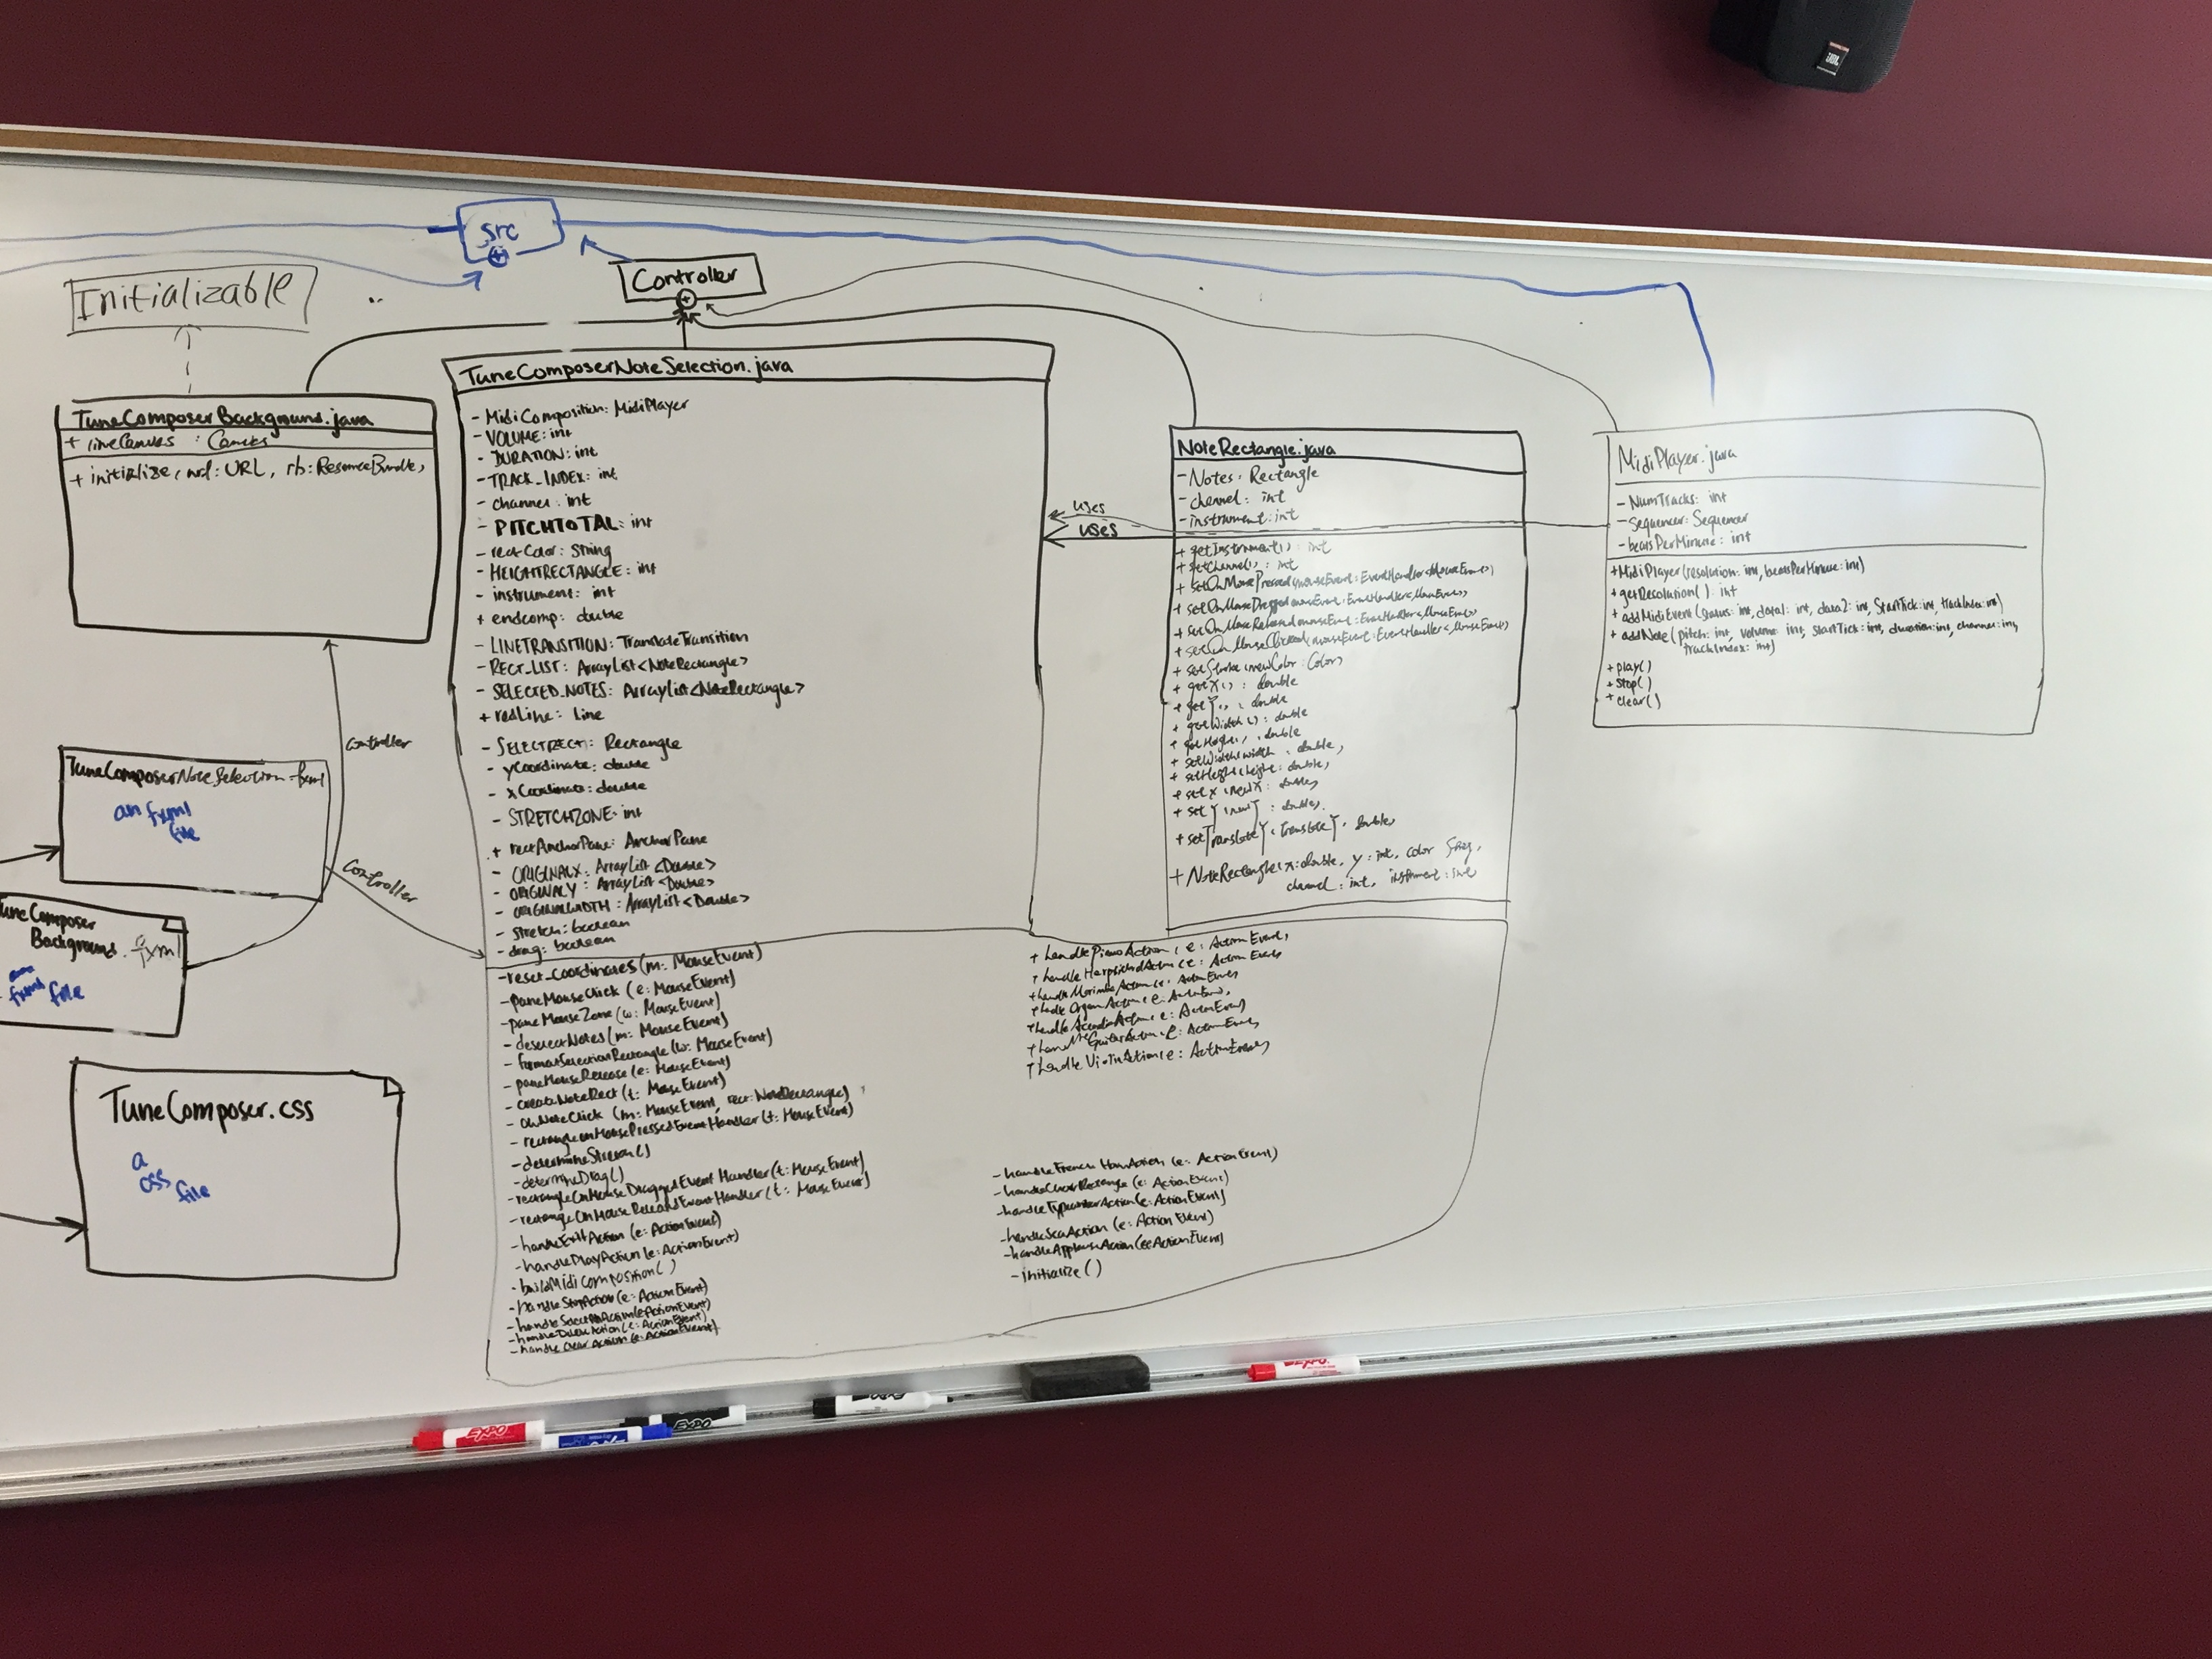 JBL
src
Initializable
Controller
TuneComposerBackground.java
+ lineCanvas : Canvas
+ initialize, url: URL, rb: ResourceBundle,
TuneComposerNoteSelection.java
- MidiComposition: MidiPlayer
- VOLUME: int
- DURATION: int
- TRACK_INDEX: int
- channel: int
- PITCHTOTAL: int
- rectColor: String
- HEIGHTRECTANGLE: int
- instrument: int
+ endcomp: double
- LINETRANSITION: TranslateTransition
- RECT_LIST: ArrayList<NoteRectangle>
- SELECTED_NOTES: ArrayList<NoteRectangle>
+ redLine: Line
- SELECTRECT: Rectangle
- yCoordinate: double
- xCoordinate: double
- STRETCHZONE: int
+ rectAnchorPane: AnchorPane
- ORIGINALX: ArrayList<Double>
- ORIGINALY: ArrayList<Double>
- ORIGINALWIDTH: ArrayList<Double>
- stretch: boolean
- drag: boolean
- reset_coordinates (m: MouseEvent)
- paneMouseClick (e: MouseEvent)
- paneMouseZone (w: MouseEvent)
- deselectNotes (m: MouseEvent)
- formatSelectionRectangle (w: MouseEvent)
- paneMouseRelease (e: MouseEvent)
- createNoteRect (t: MouseEvent)
- onNoteClick (m: MouseEvent, rect: NoteRectangle)
- rectangleOnMousePressedEventHandler (t: MouseEvent)
- determineStretch()
- determineDrag()
- rectangleOnMouseDraggedEventHandler (t: MouseEvent)
- rectangleOnMouseReleasedEventHandler (t: MouseEvent)
- handleExitAction (e: ActionEvent)
- handlePlayAction (e: ActionEvent)
- buildMidiComposition()
- handleStopAction (e: ActionEvent)
- handleSelectAllAction (e: ActionEvent)
- handleDeleteAction (e: ActionEvent)
- handleClearAction (e: ActionEvent)
+ handlePianoAction, e: ActionEvent,
+ handleHarpsichordAction, e: ActionEvent
+ handleMarimbaAction, e: ActionEvent
+ handleOrganAction, e: ActionEvent,
+ handleAccordionAction, e: ActionEvent)
+ handleGuitarAction, e: ActionEvent,
+ handleViolinAction, e: ActionEvent,
- handleFrenchHornAction (e: ActionEvent)
- handleClearRectangle (e: ActionEvent)
- handleTypewriterAction (e: ActionEvent)
- handleSeaAction (e: ActionEvent)
- handleApplauseAction (e: ActionEvent)
- initialize()
uses
uses
NoteRectangle.java
- Notes: Rectangle
- channel: int
- instrument: int
+ getInstrument(): int
+ getChannel(): int
+ setOnMousePressed(mouseEvent: EventHandler<MouseEvent>)
+ setOnMouseDragged(mouseEvent: EventHandler<MouseEvent>)
+ setOnMouseReleased(mouseEvent: EventHandler<MouseEvent>)
+ setOnMouseClicked(mouseEvent: EventHandler<MouseEvent>)
+ setStroke (newColor: Color)
+ getX(): double
+ getY(): double
+ getWidth(): double
+ getHeight(): double
+ setWidth(width: double)
+ setHeight(height: double)
+ setX (newX: double)
+ setY (newY: double)
+ setTranslateY (translateY: double)
+ NoteRectangle(x: double, y: int, color String,
channel: int, instrument: int)
MidiPlayer.java
- NumTracks: int
- Sequencer: Sequencer
- beatsPerMinute: int
+ MidiPlayer (resolution: int, beatsPerMinute: int)
+ getResolution(): int
+ addMidiEvent (status: int, data1: int, data2: int, StartTick: int, trackIndex: int)
+ addNote (pitch: int, volume: int, startTick: int, duration: int, channel: int,
trackIndex: int)
+ play()
+ stop()
+ clear()
controller
controller
TuneComposerNoteSelection.fxml
an fxml
file
TuneComposer
Background.fxml
fxml file
TuneComposer.css
a
css
file
EXPO
EXPO
EXPO